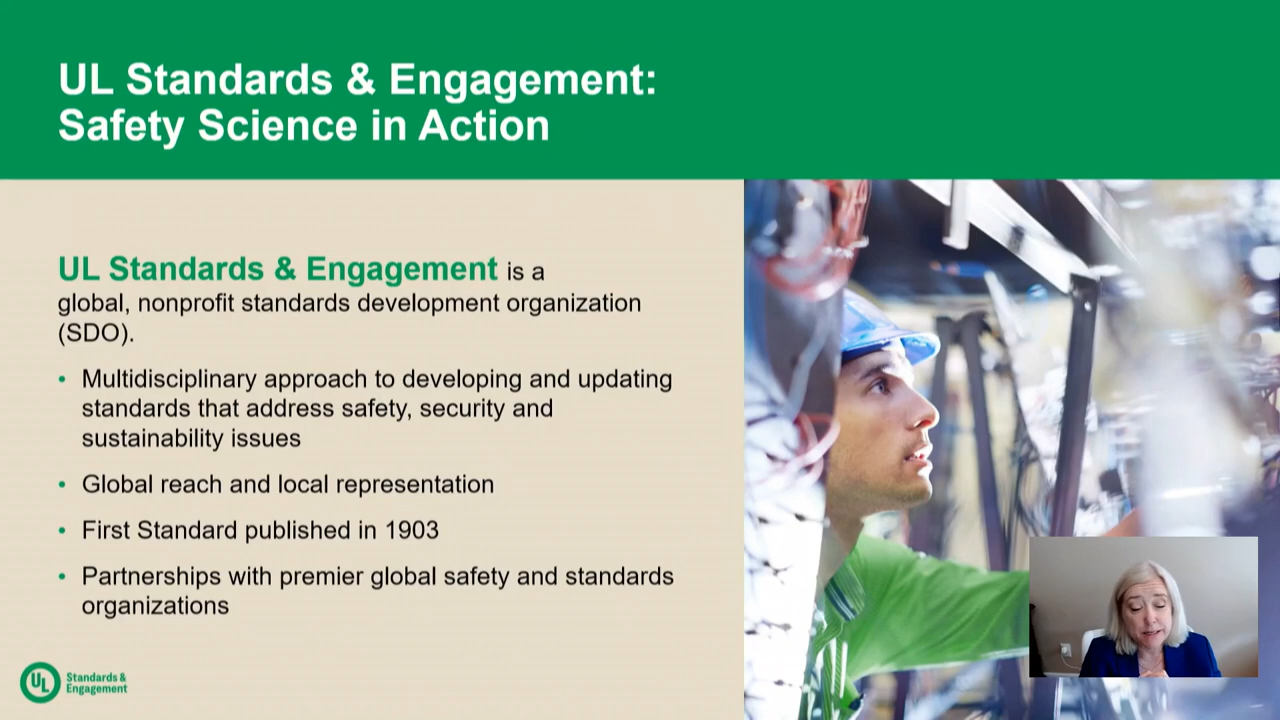 UL Standards & Engagement:
Safety Science in Action
UL Standards & Engagement is a
global, nonprofit standards development organization
(SDO).
• Multidisciplinary approach to developing and updating
standards that address safety, security and
sustainability issues
• Global reach and local representation
• First Standard published in 1903
• Partnerships with premier global safety and standards
organizations
UL Standards &
Engagement